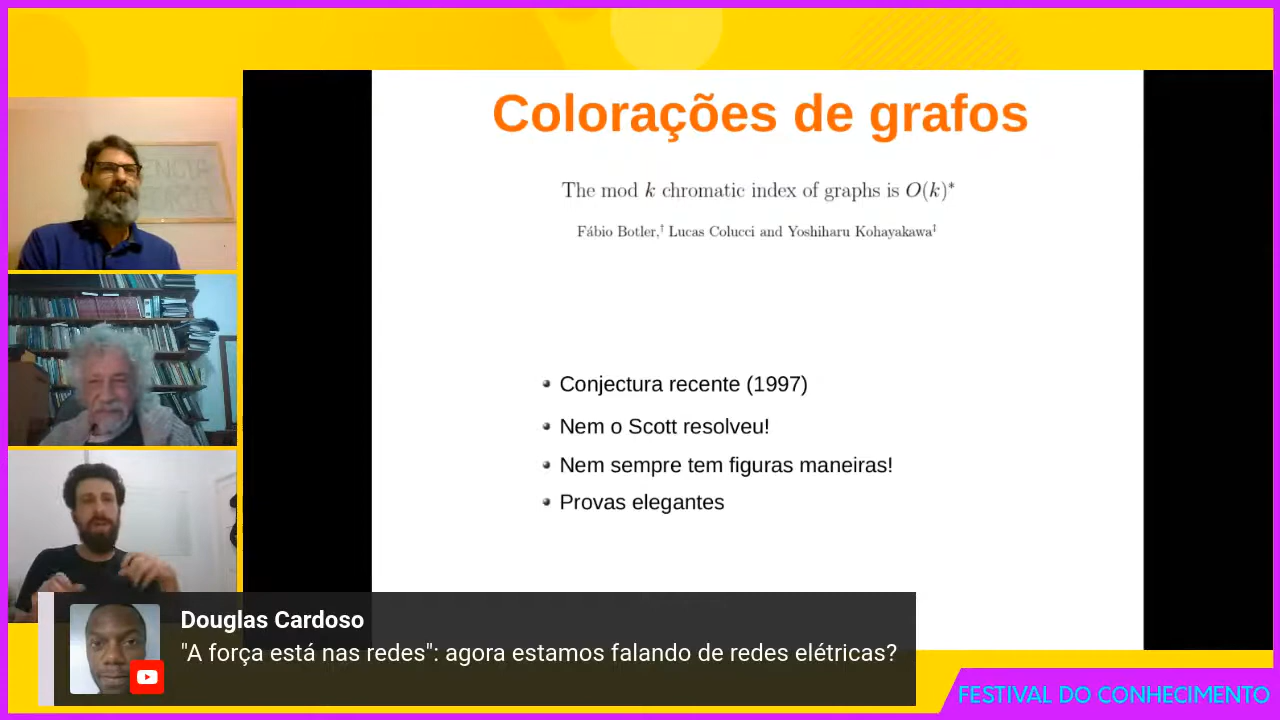 Colorações de grafos
The mod k chromatic index of graphs is O(k)*
Fábio Botler,† Lucas Colucci and Yoshiharu Kohayakawa‡
Conjectura recente (1997)
Nem o Scott resolveu!
Nem sempre tem figuras maneiras!
Provas elegantes
Douglas Cardoso
"A força está nas redes": agora estamos falando de redes elétricas?
FESTIVAL DO CONHECIMENTO